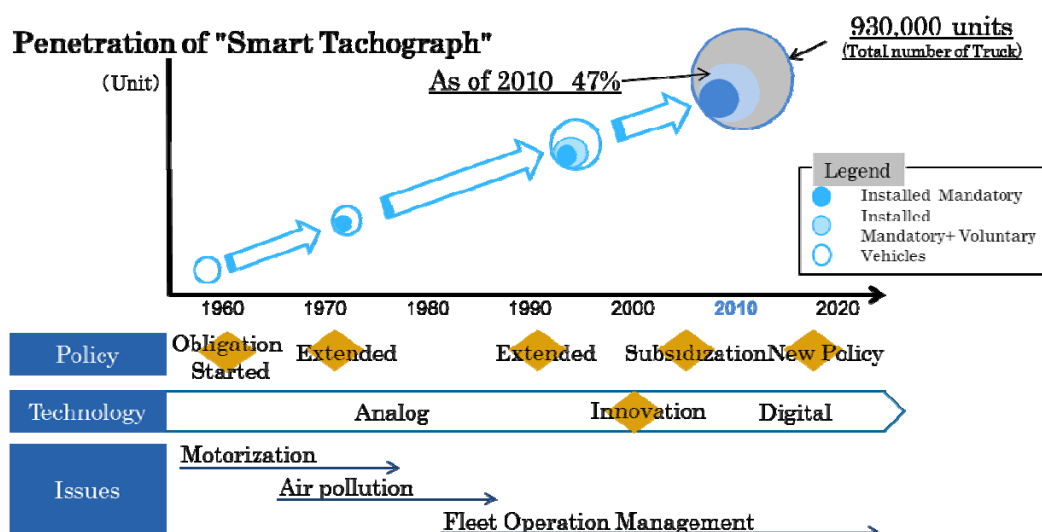 Penetration of "Smart Tachograph"
930,000 units
(Total number of Truck)
(Unit)
As of 2010 47%
Legend
Installed Mandatory
Installed
Mandatory+Voluntary
Vehicles
1960 1970 1980 1990 2000 2010 2020
Policy
Obligation
Started
Extended
Extended
Subsidization
New Policy
Technology
Analog
Innovation
Digital
Issues
Motorization
Air pollution
Fleet Operation Management